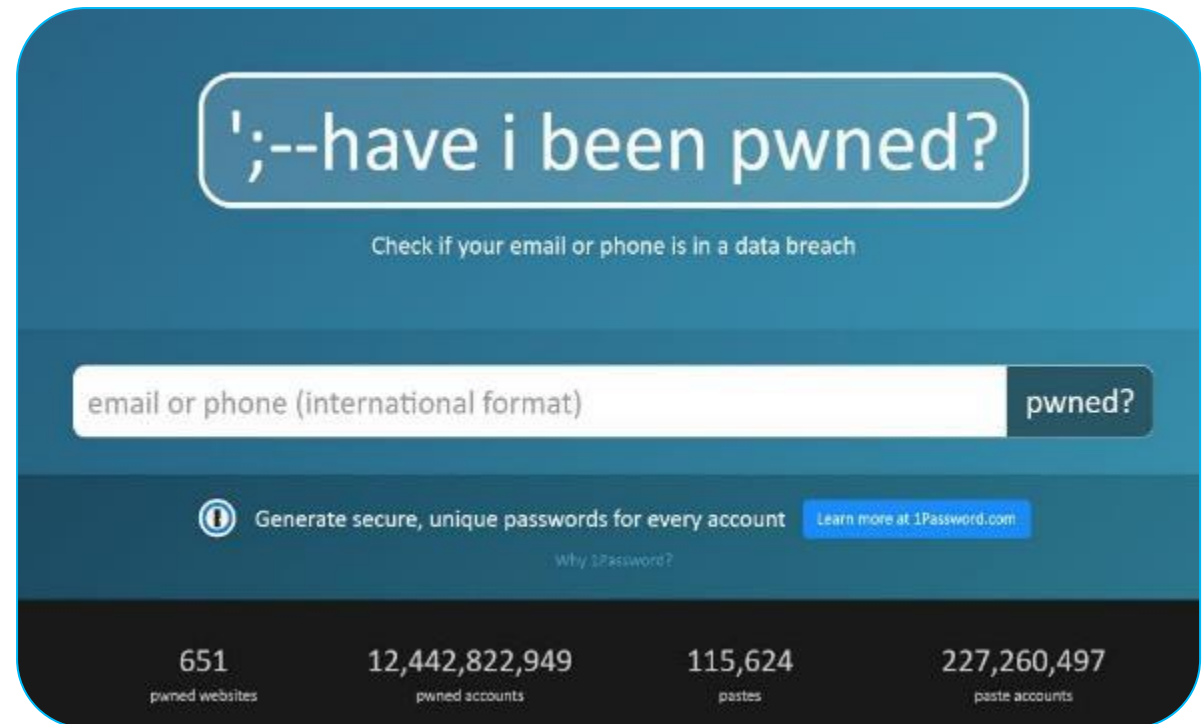 ';--have i been pwned?
Check if your email or phone is in a data breach
email or phone (international format)
pwned?
Generate secure, unique passwords for every account
Learn more at 1Password.com
Why 1Password?
651
pwned websites
12,442,822,949
pwned accounts
115,624
pastes
227,260,497
paste accounts